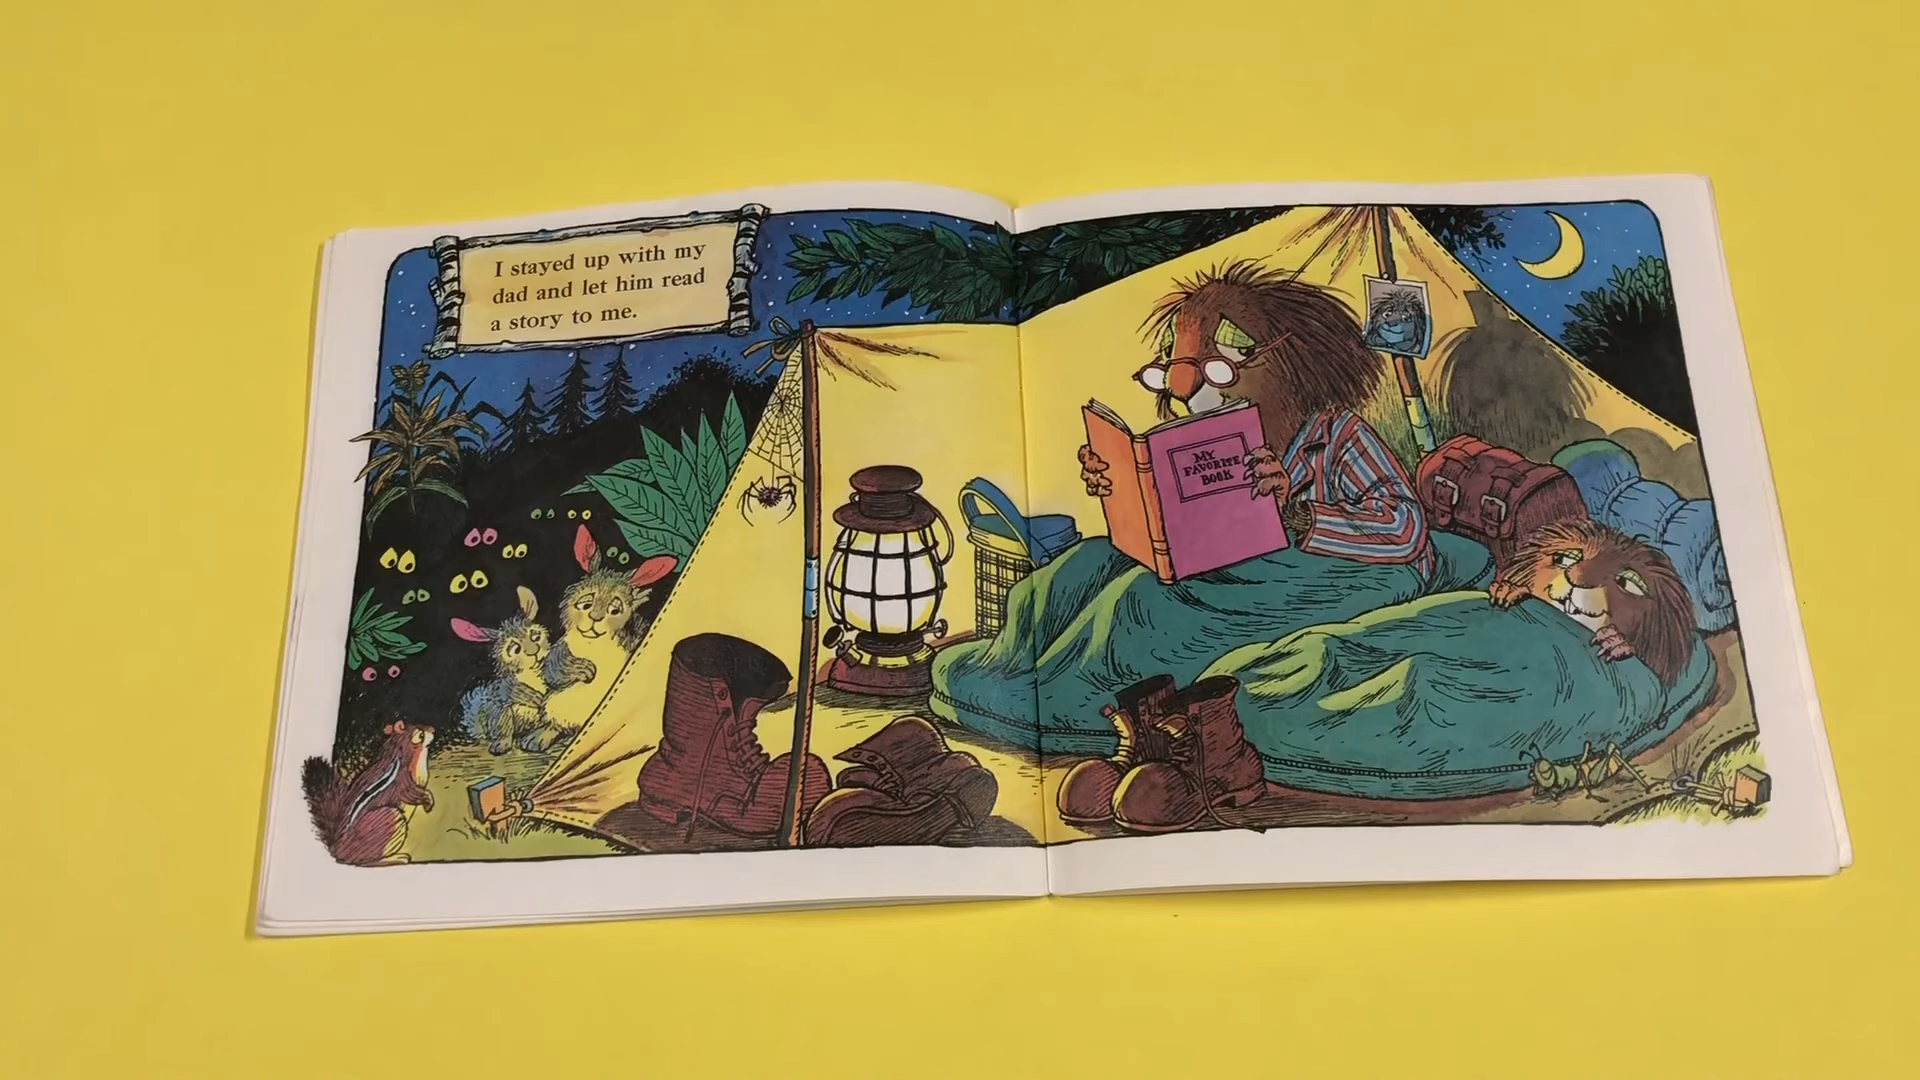 I stayed up with my
dad and let him read
a story to me.
MY
FAVORITE
BOOK